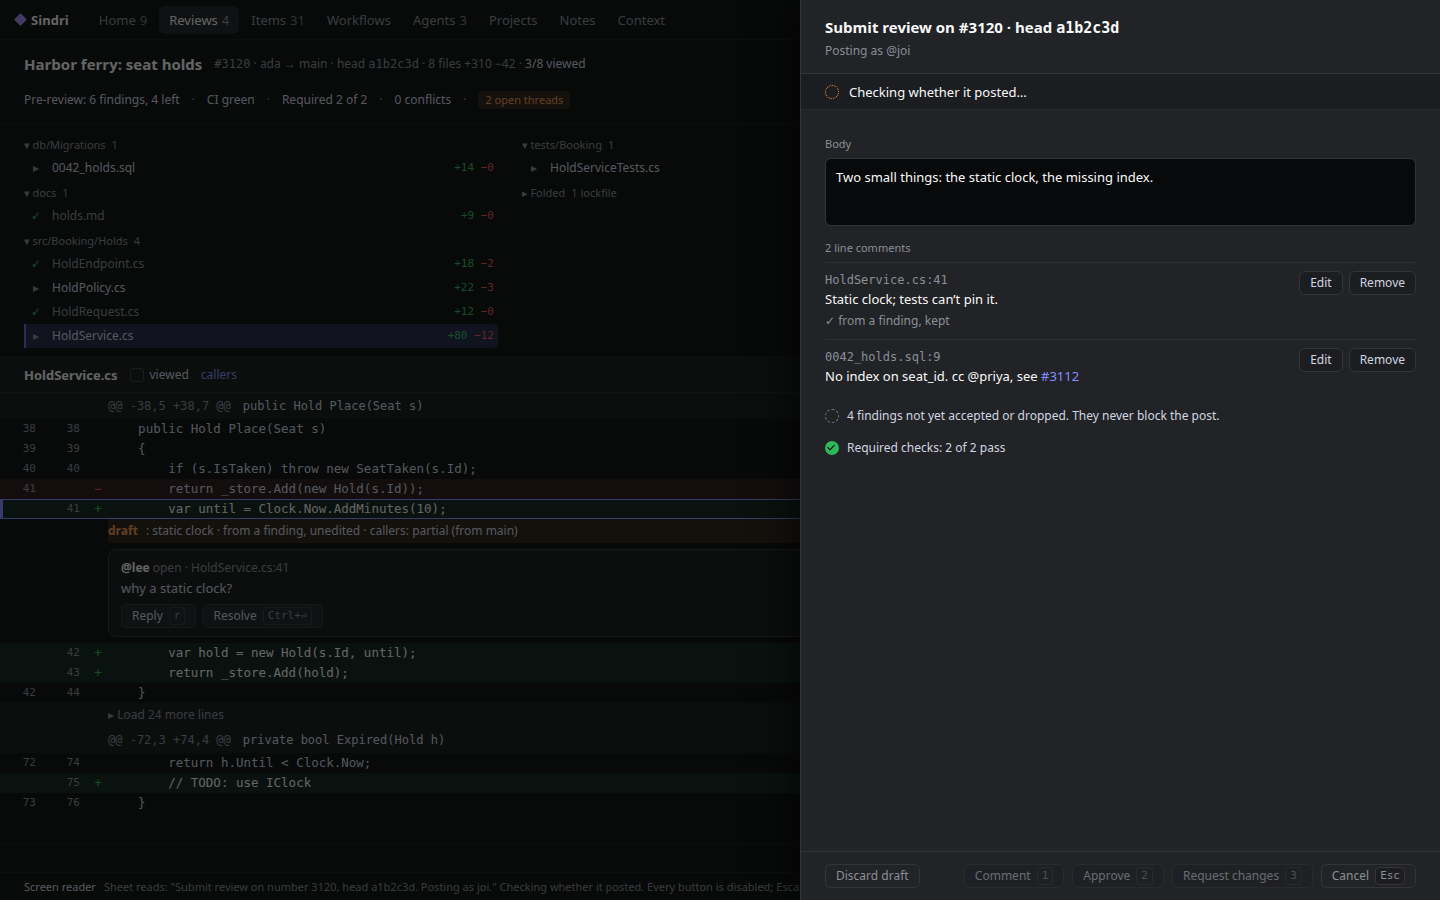 Sindri Home 9 Reviews 4 Items 31 Workflows Agents 3 Projects Notes Context
Harbor ferry: seat holds #3120 · ada → main · head a1b2c3d · 8 files +310 −42 · 3/8 viewed
Pre-review: 6 findings, 4 left · CI green · Required 2 of 2 · 0 conflicts · 2 open threads
▾ db/Migrations 1
▸ 0042_holds.sql +14 −0
▾ docs 1
✓ holds.md +9 −0
▾ src/Booking/Holds 4
✓ HoldEndpoint.cs +18 −2
▸ HoldPolicy.cs +22 −3
✓ HoldRequest.cs +12 −0
▸ HoldService.cs +80 −12
▾ tests/Booking 1
▸ HoldServiceTests.cs
▸ Folded 1 lockfile
HoldService.cs viewed callers
@@ -38,5 +38,7 @@ public Hold Place(Seat s)
38 38 public Hold Place(Seat s)
39 39 {
40 40 if (s.IsTaken) throw new SeatTaken(s.Id);
41 − return _store.Add(new Hold(s.Id));
41 + var until = Clock.Now.AddMinutes(10);
draft : static clock · from a finding, unedited · callers: partial (from main)
@lee open · HoldService.cs:41
why a static clock?
Reply r Resolve Ctrl+⏎
42 + var hold = new Hold(s.Id, until);
43 + return _store.Add(hold);
42 44 }
▸ Load 24 more lines
@@ -72,3 +74,4 @@ private bool Expired(Hold h)
72 74 return h.Until < Clock.Now;
75 + // TODO: use IClock
73 76 }
Screen reader Sheet reads: "Submit review on number 3120, head a1b2c3d. Posting as joi." Checking whether it posted. Every button is disabled; Esca
Submit review on #3120 · head a1b2c3d
Posting as @joi
Checking whether it posted…
Body
Two small things: the static clock, the missing index.
2 line comments
HoldService.cs:41 Edit Remove
Static clock; tests can’t pin it.
✓ from a finding, kept
0042_holds.sql:9 Edit Remove
No index on seat_id. cc @priya, see #3112
4 findings not yet accepted or dropped. They never block the post.
Required checks: 2 of 2 pass
Discard draft Comment 1 Approve 2 Request changes 3 Cancel Esc